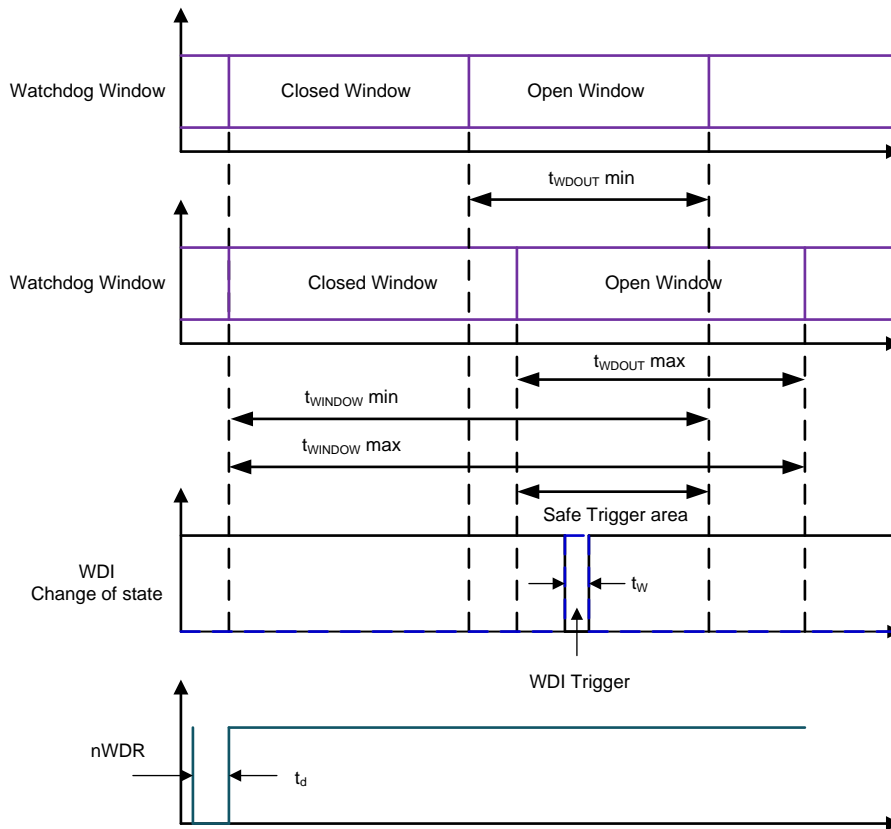 Watchdog Window
Closed Window
Open Window
tWDOUT min
Watchdog Window
Closed Window
Open Window
tWDOUT max
tWINDOW min
tWINDOW max
Safe Trigger area
WDI
Change of state
tW
WDI Trigger
nWDR
td